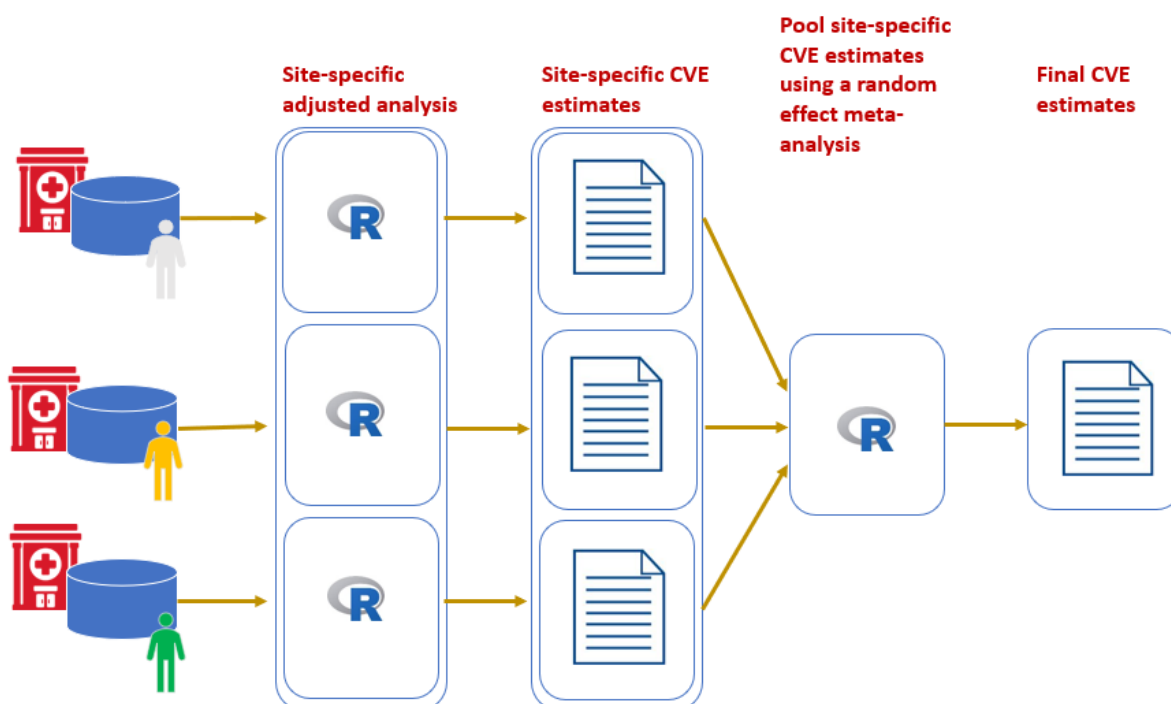 Site-specific
adjusted analysis
Site-specific CVE
estimates
Pool site-specific
CVE estimates
using a random
effect meta-
analysis
Final CVE
estimates
R
R
R
R